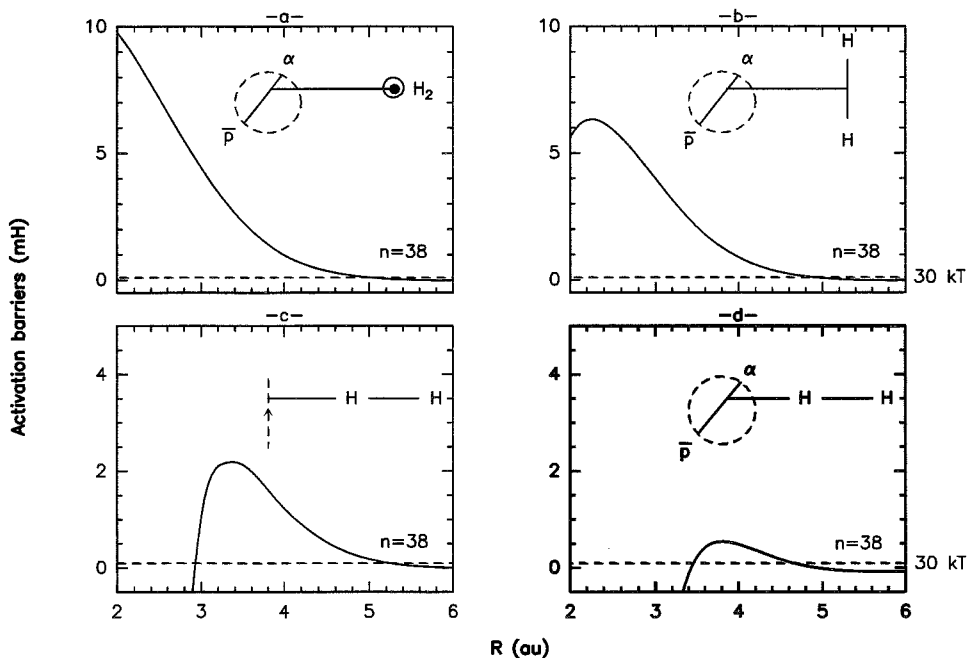 -a-
10
5
0
α
p̅
H₂
n=38
-b-
10
5
0
α
p̅
H
H
n=38
30 kT
Activation barriers (mH)
-c-
4
2
0
H
H
n=38
2
3
4
5
6
-d-
4
2
0
α
p̅
H
H
n=38
30 kT
2
3
4
5
6
R (au)